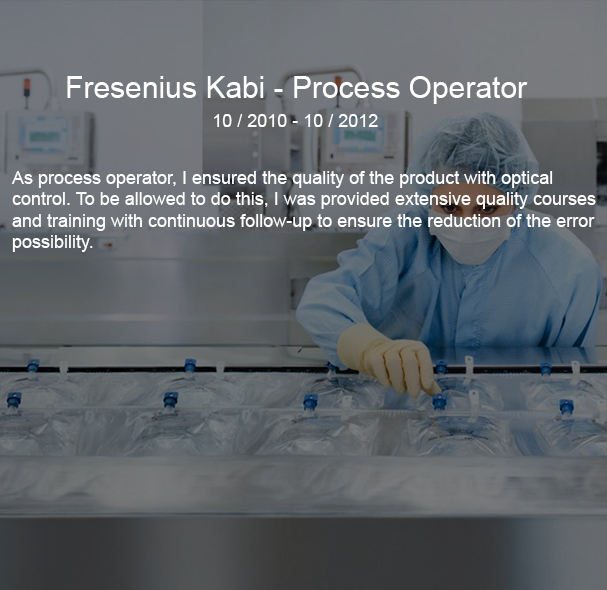 Fresenius Kabi - Process Operator
10 / 2010 - 10 / 2012
As process operator, I ensured the quality of the product with optical
control. To be allowed to do this, I was provided extensive quality courses
and training with continuous follow-up to ensure the reduction of the error
possibility.